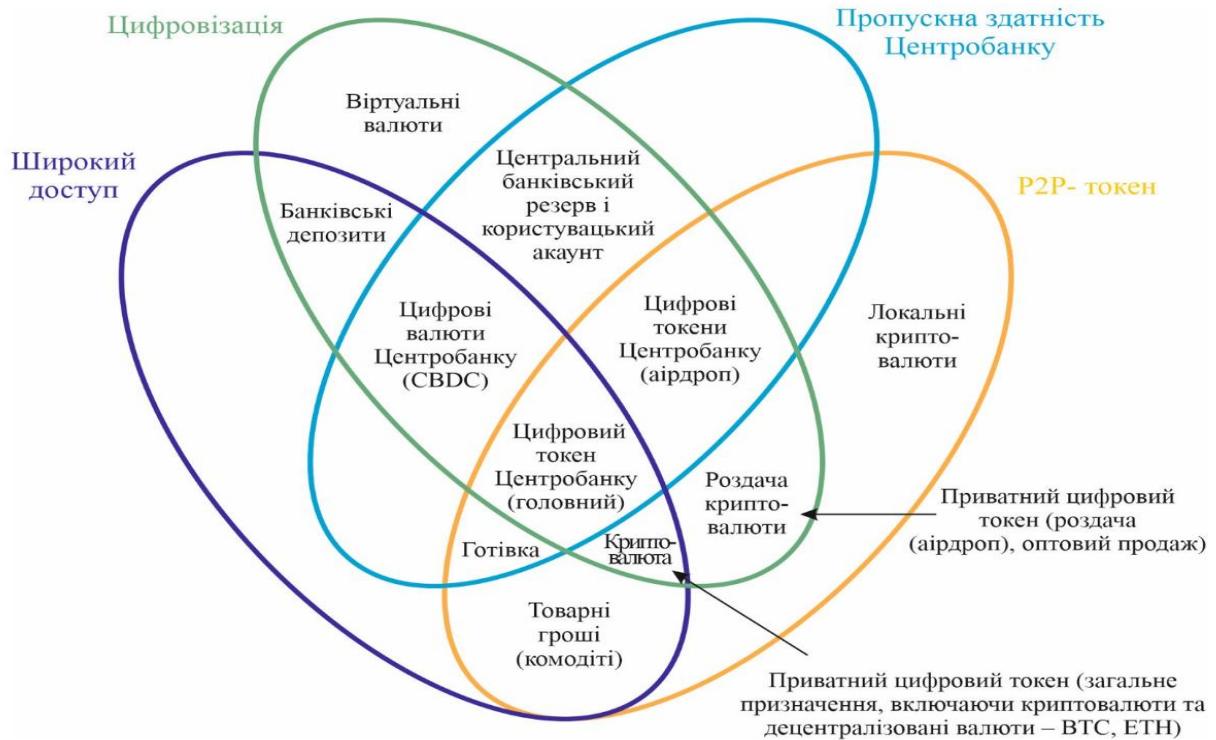 Цифровізація
Пропускна здатність
Центробанку
Широкий
доступ
P2P- токен
Віртуальні
валюти
Банківські
депозити
Центральний
банківський
резерв і
користувацький
акаунт
Цифрові
валюти
Центробанку
(CBDC)
Цифрові
токени
Центробанку
(аірдроп)
Локальні
крипто-
валюти
Цифровий
токен
Центробанку
(головний)
Роздача
крипто-
валюти
Готівка
Крипто-
валюта
Товарні
гроші
(комодіті)
Приватний цифровий
токен (роздача
(аірдроп), оптовий продаж)
Приватний цифровий токен (загальне
призначення, включаючи криптовалюти та
децентралізовані валюти – BTC, ETH)